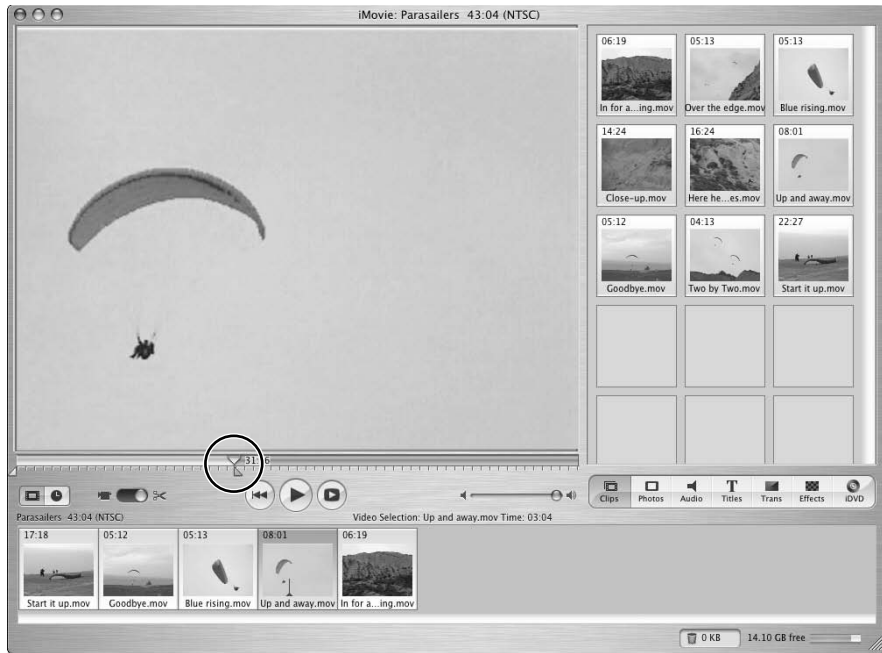 iMovie: Parasailers 43:04 (NTSC)
06:19
In for a...ing.mov
05:13
Over the edge.mov
05:13
Blue rising.mov
14:24
Close-up.mov
16:24
Here he...es.mov
08:01
Up and away.mov
05:12
Goodbye.mov
04:13
Two by Two.mov
22:27
Start it up.mov
Clips
Photos
Audio
T
Titles
Trans
Effects
iDVD
Parasailers 43:04 (NTSC)
Video Selection: Up and away.mov Time: 03:04
17:18
Start it up.mov
05:12
Goodbye.mov
05:13
Blue rising.mov
08:01
Up and away.mov
06:19
In for a...ing.mov
0 KB
14.10 GB free